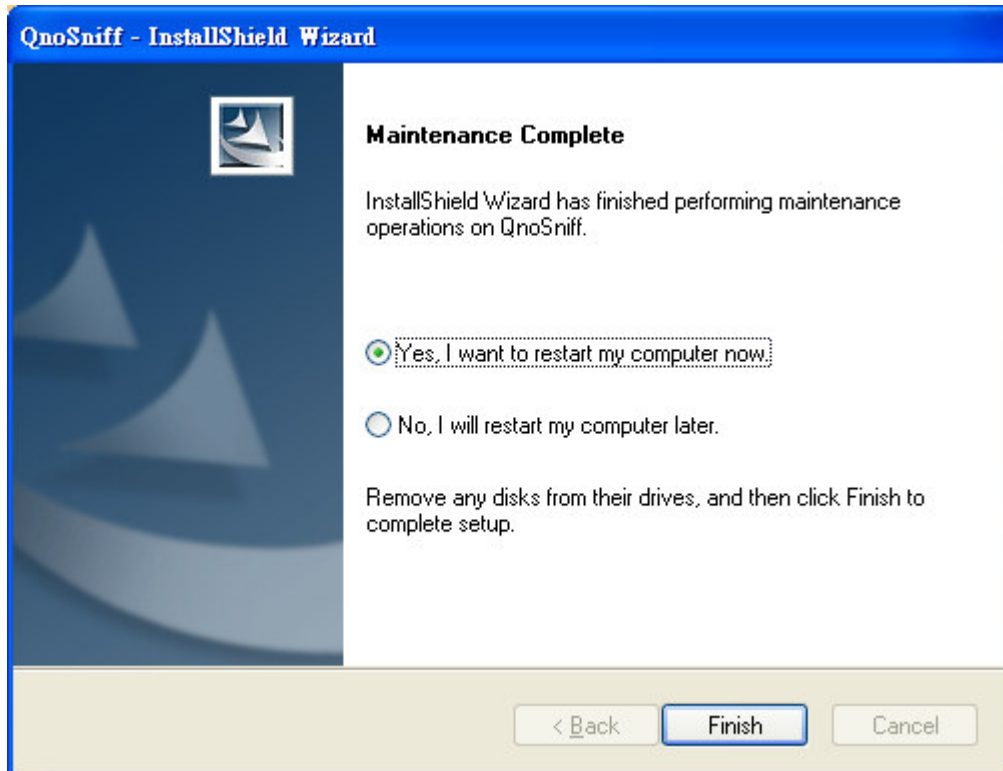 QnoSniff - InstallShield Wizard
Maintenance Complete
InstallShield Wizard has finished performing maintenance
operations on QnoSniff.
Yes, I want to restart my computer now.
No, I will restart my computer later.
Remove any disks from their drives, and then click Finish to
complete setup.
< Back Finish Cancel